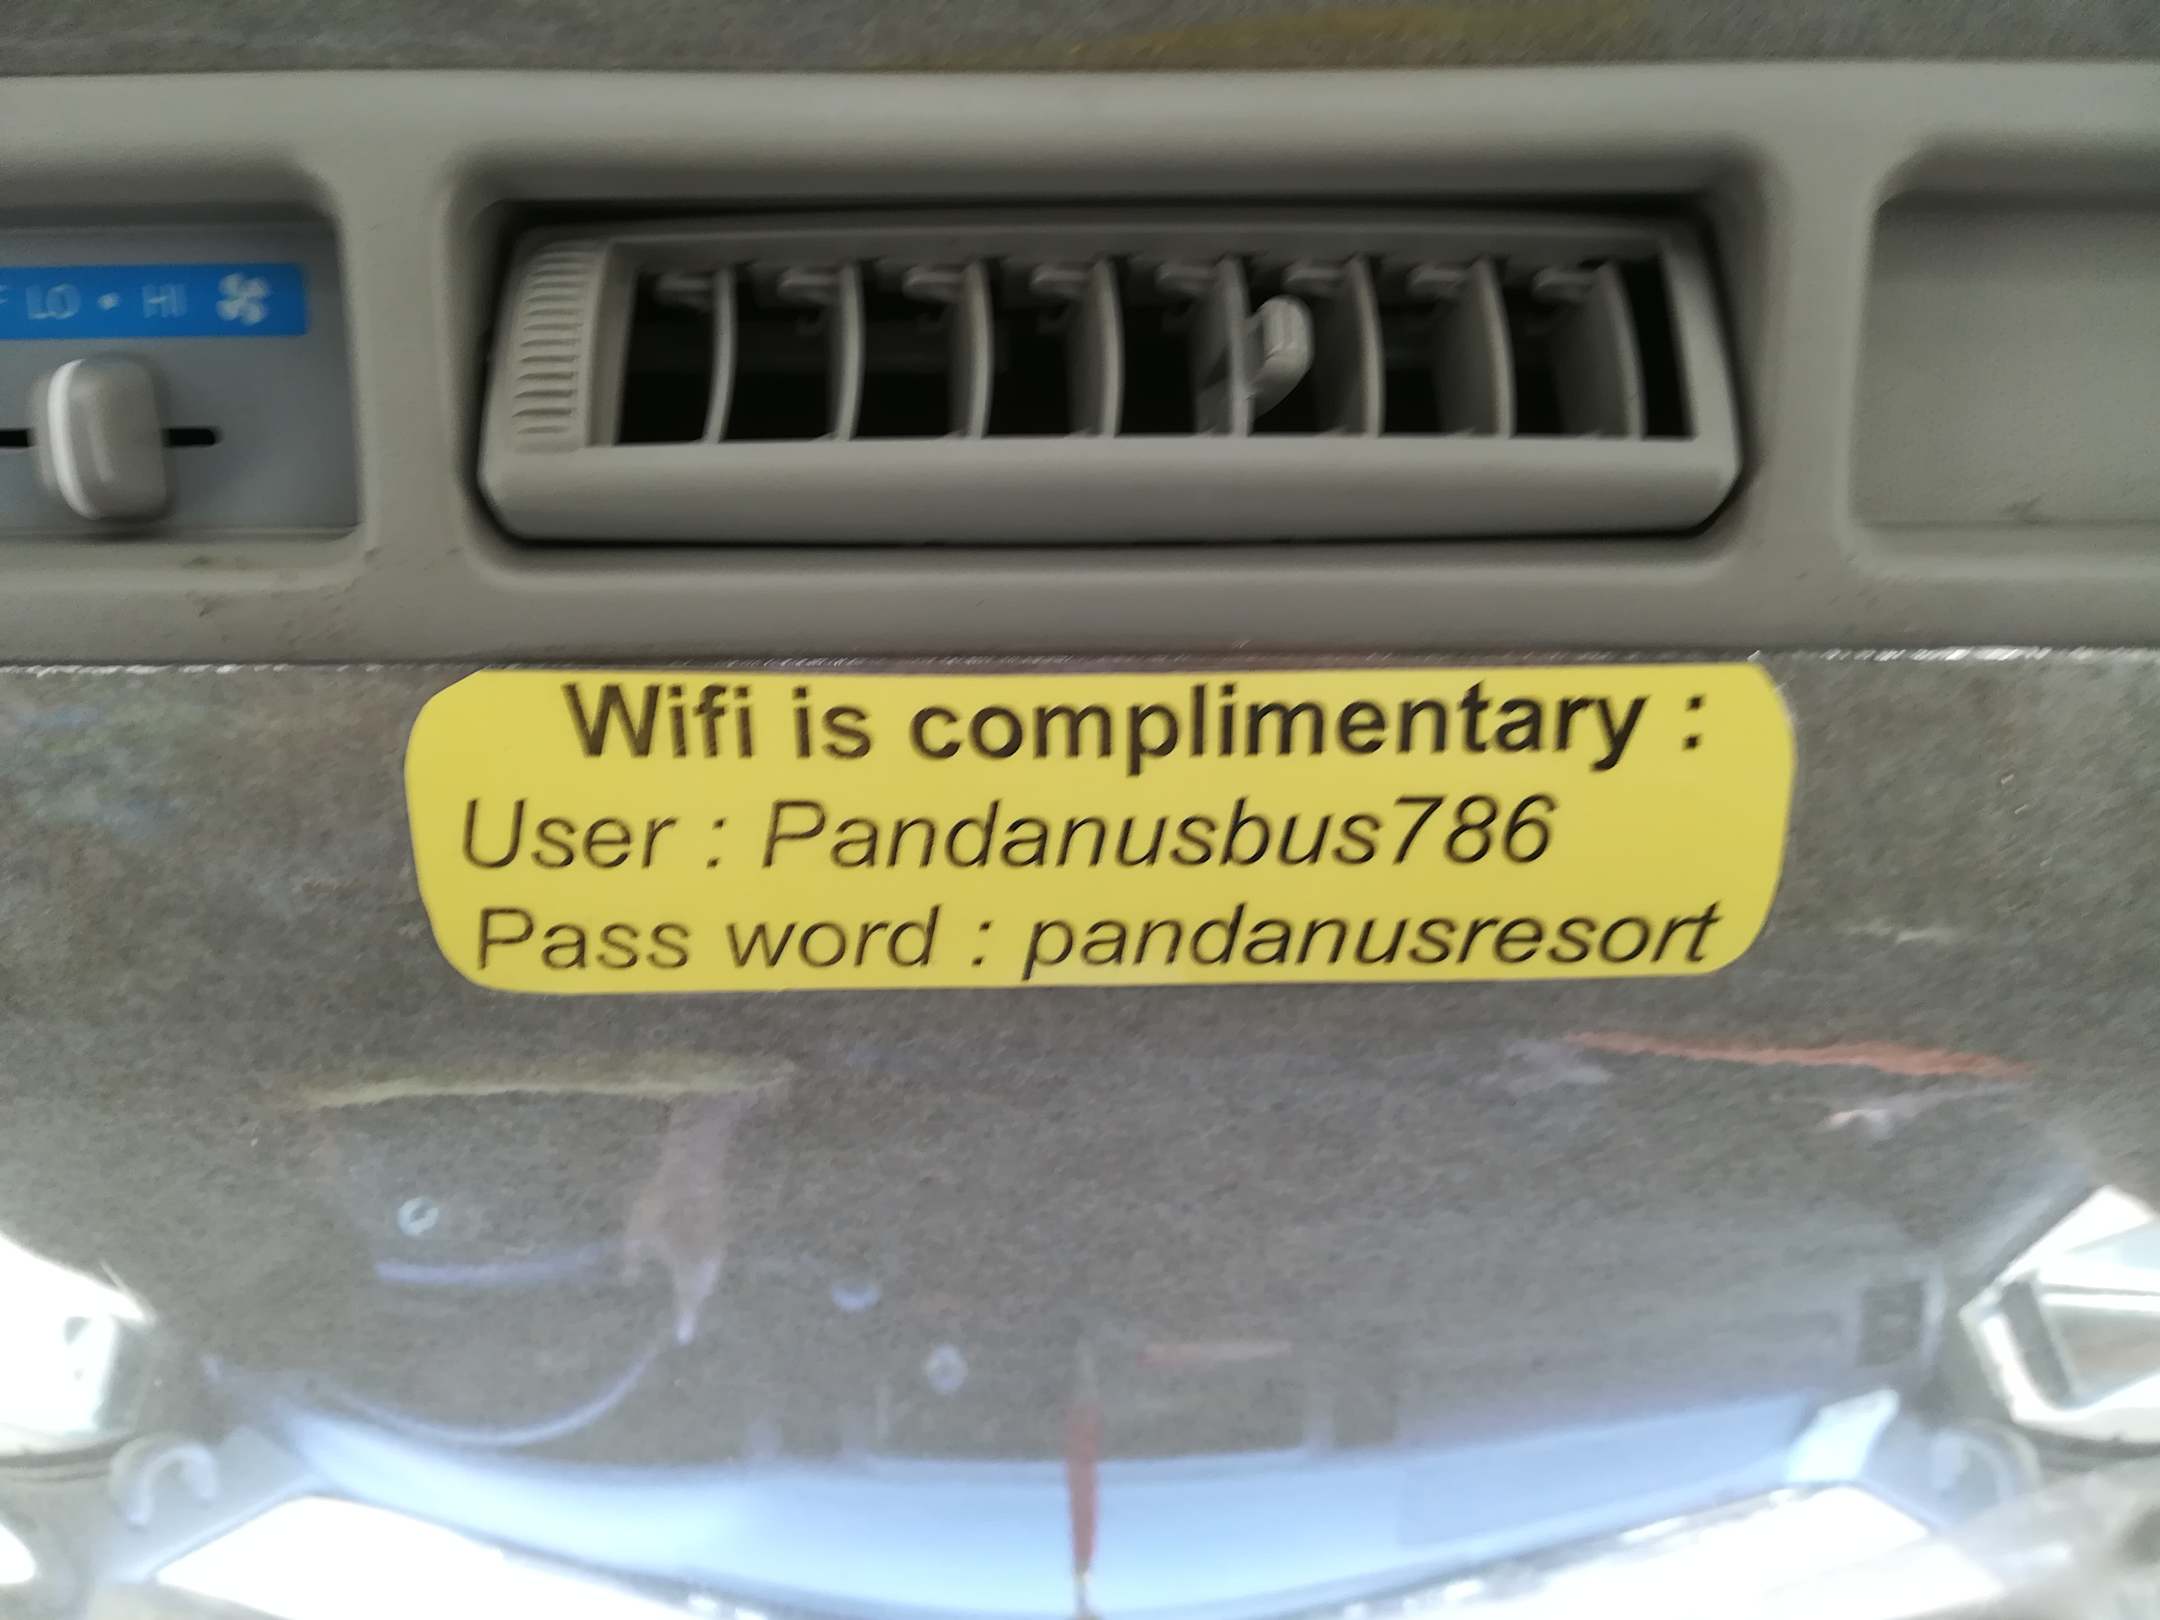 LO • HI
Wifi is complimentary :
User : Pandanusbus786
Pass word : pandanusresort